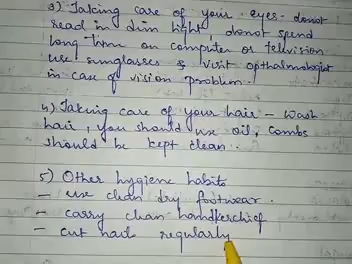 3) Taking care of your eyes - donot
read in dim light, donot spend
long time on computer or television
use sunglasses & visit opthalmologist
in case of vision problem.
4) Taking care of your hair - wash
hair, you should use oil, combs
should be kept clean.
5) Other hygiene habits
- use clean dry footwear.
- carry clean handkerchief
- cut nails regularly